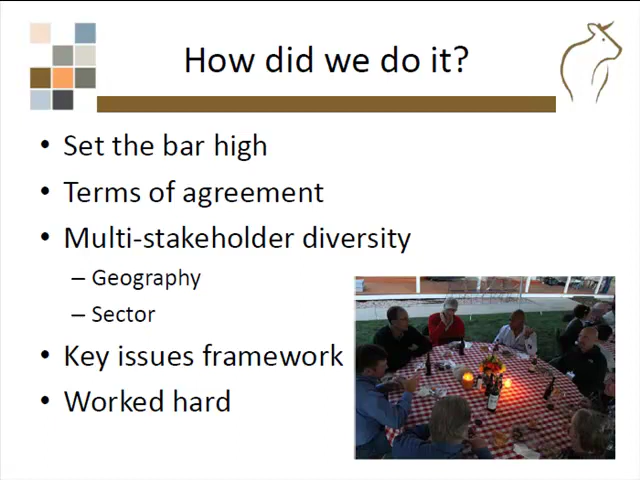 How did we do it?
• Set the bar high
• Terms of agreement
• Multi-stakeholder diversity
– Geography
– Sector
• Key issues framework
• Worked hard